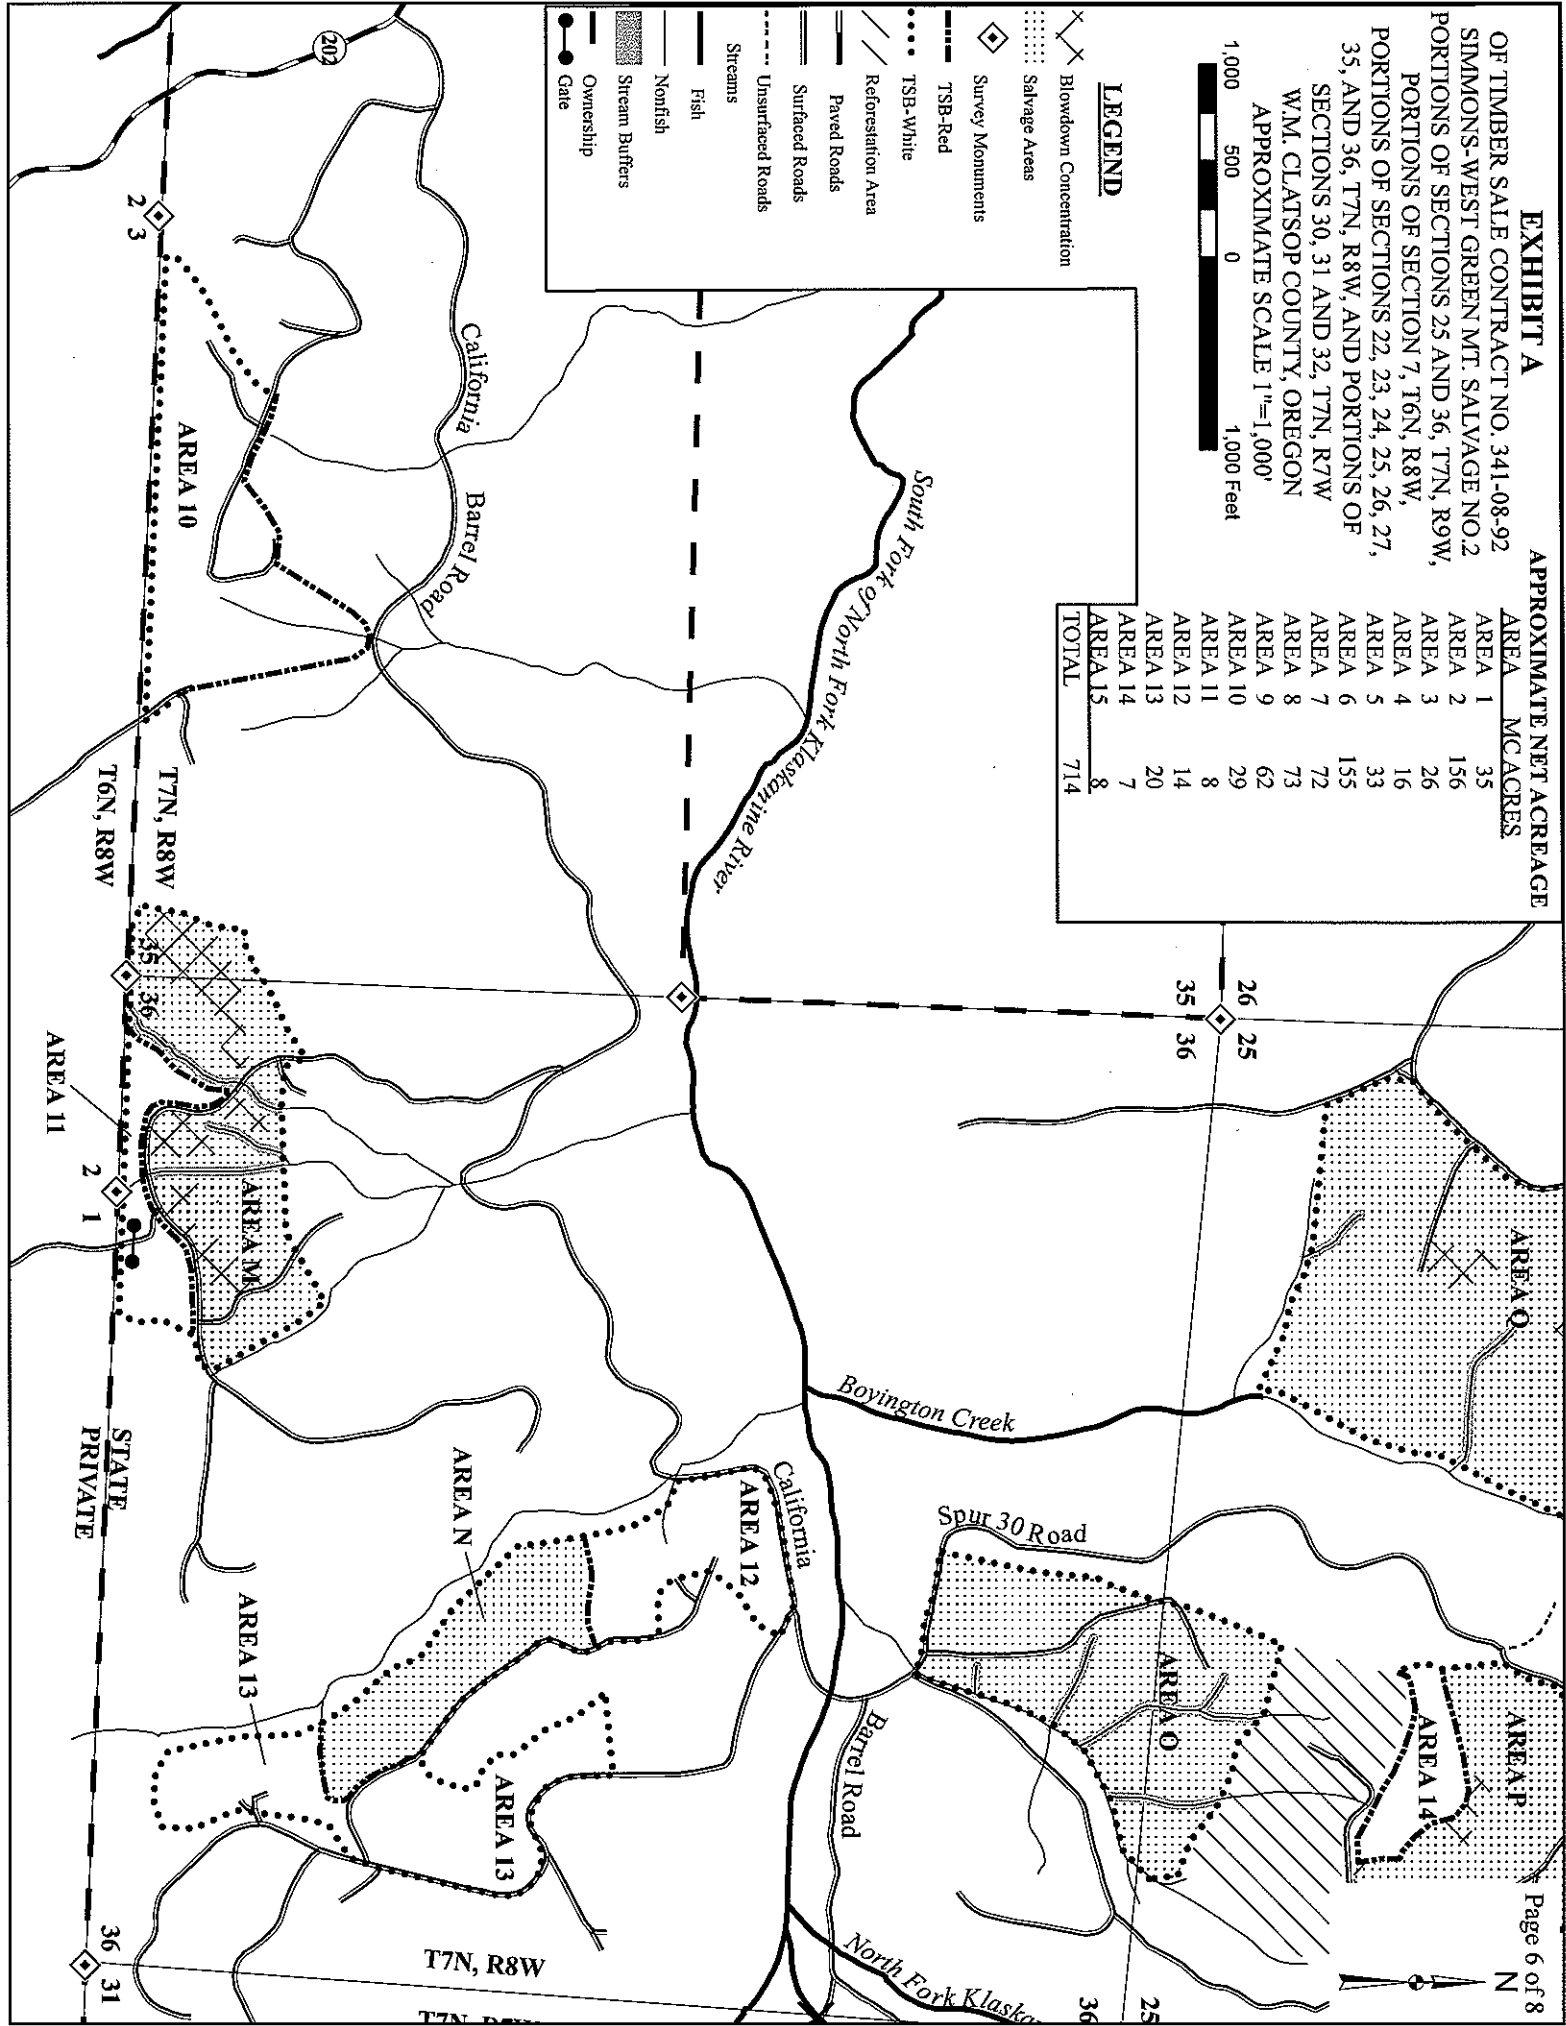 Page 6 of 8
EXHIBIT A
OF TIMBER SALE CONTRACT NO. 341-08-92
SIMMONS-WEST GREEN MT. SALVAGE NO.2
PORTIONS OF SECTIONS 25 AND 36, T7N, R9W,
PORTIONS OF SECTION 7, T6N, R8W,
PORTIONS OF SECTIONS 22, 23, 24, 25, 26, 27,
35, AND 36, T7N, R8W, AND PORTIONS OF
SECTIONS 30, 31 AND 32, T7N, R7W
W.M. CLATSOP COUNTY, OREGON
APPROXIMATE SCALE 1"=1,000'
1,000 500 0 1,000 Feet
APPROXIMATE NET ACREAGE
AREA MC ACRES
AREA 1 35
AREA 2 156
AREA 3 26
AREA 4 16
AREA 5 33
AREA 6 155
AREA 7 72
AREA 8 73
AREA 9 62
AREA 10 29
AREA 11 8
AREA 12 14
AREA 13 20
AREA 14 7
AREA 15 8
TOTAL 714
LEGEND
Blowdown Concentration
Salvage Areas
Survey Monuments
TSB-Red
TSB-White
Reforestation Area
Paved Roads
Surfaced Roads
Unsurfaced Roads
Streams
Fish
Nonfish
Stream Buffers
Ownership
Gate
N
AREA Q
AREA P
AREA 14
26 25
35 36
25
36
AREA O
Spur 30 Road
Boyington Creek
South Fork of North Fork Klaskanine River
North Fork Klaska
California
Barrel Road
AREA 12
California
Barrel Road
AREA N
AREA 13
AREA 13
T7N, R8W
AREA M
AREA 10
202
2 3
T7N, R8W
T6N, R8W
35 36
AREA 11
2 1
STATE
PRIVATE
36 31